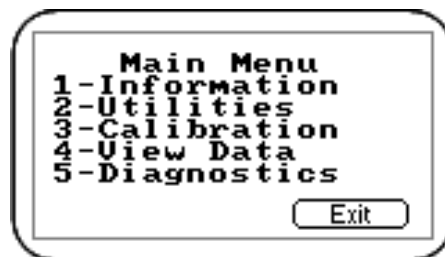 Main Menu
1-Information
2-Utilities
3-Calibration
4-View Data
5-Diagnostics
Exit